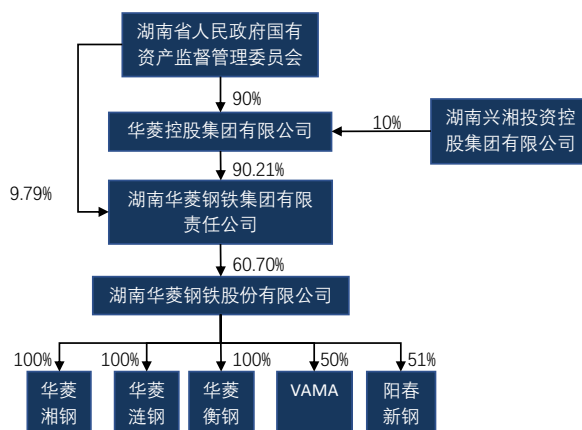 湖南省人民政府国有
资产监督管理委员会
90%
华菱控股集团有限公司
10%
湖南兴湘投资控
股集团有限公司
90.21%
9.79%
湖南华菱钢铁集团有限
责任公司
60.70%
湖南华菱钢铁股份有限公司
100%
100%
100%
50%
51%
华菱
湘钢
华菱
涟钢
华菱
衡钢
VAMA
阳春
新钢